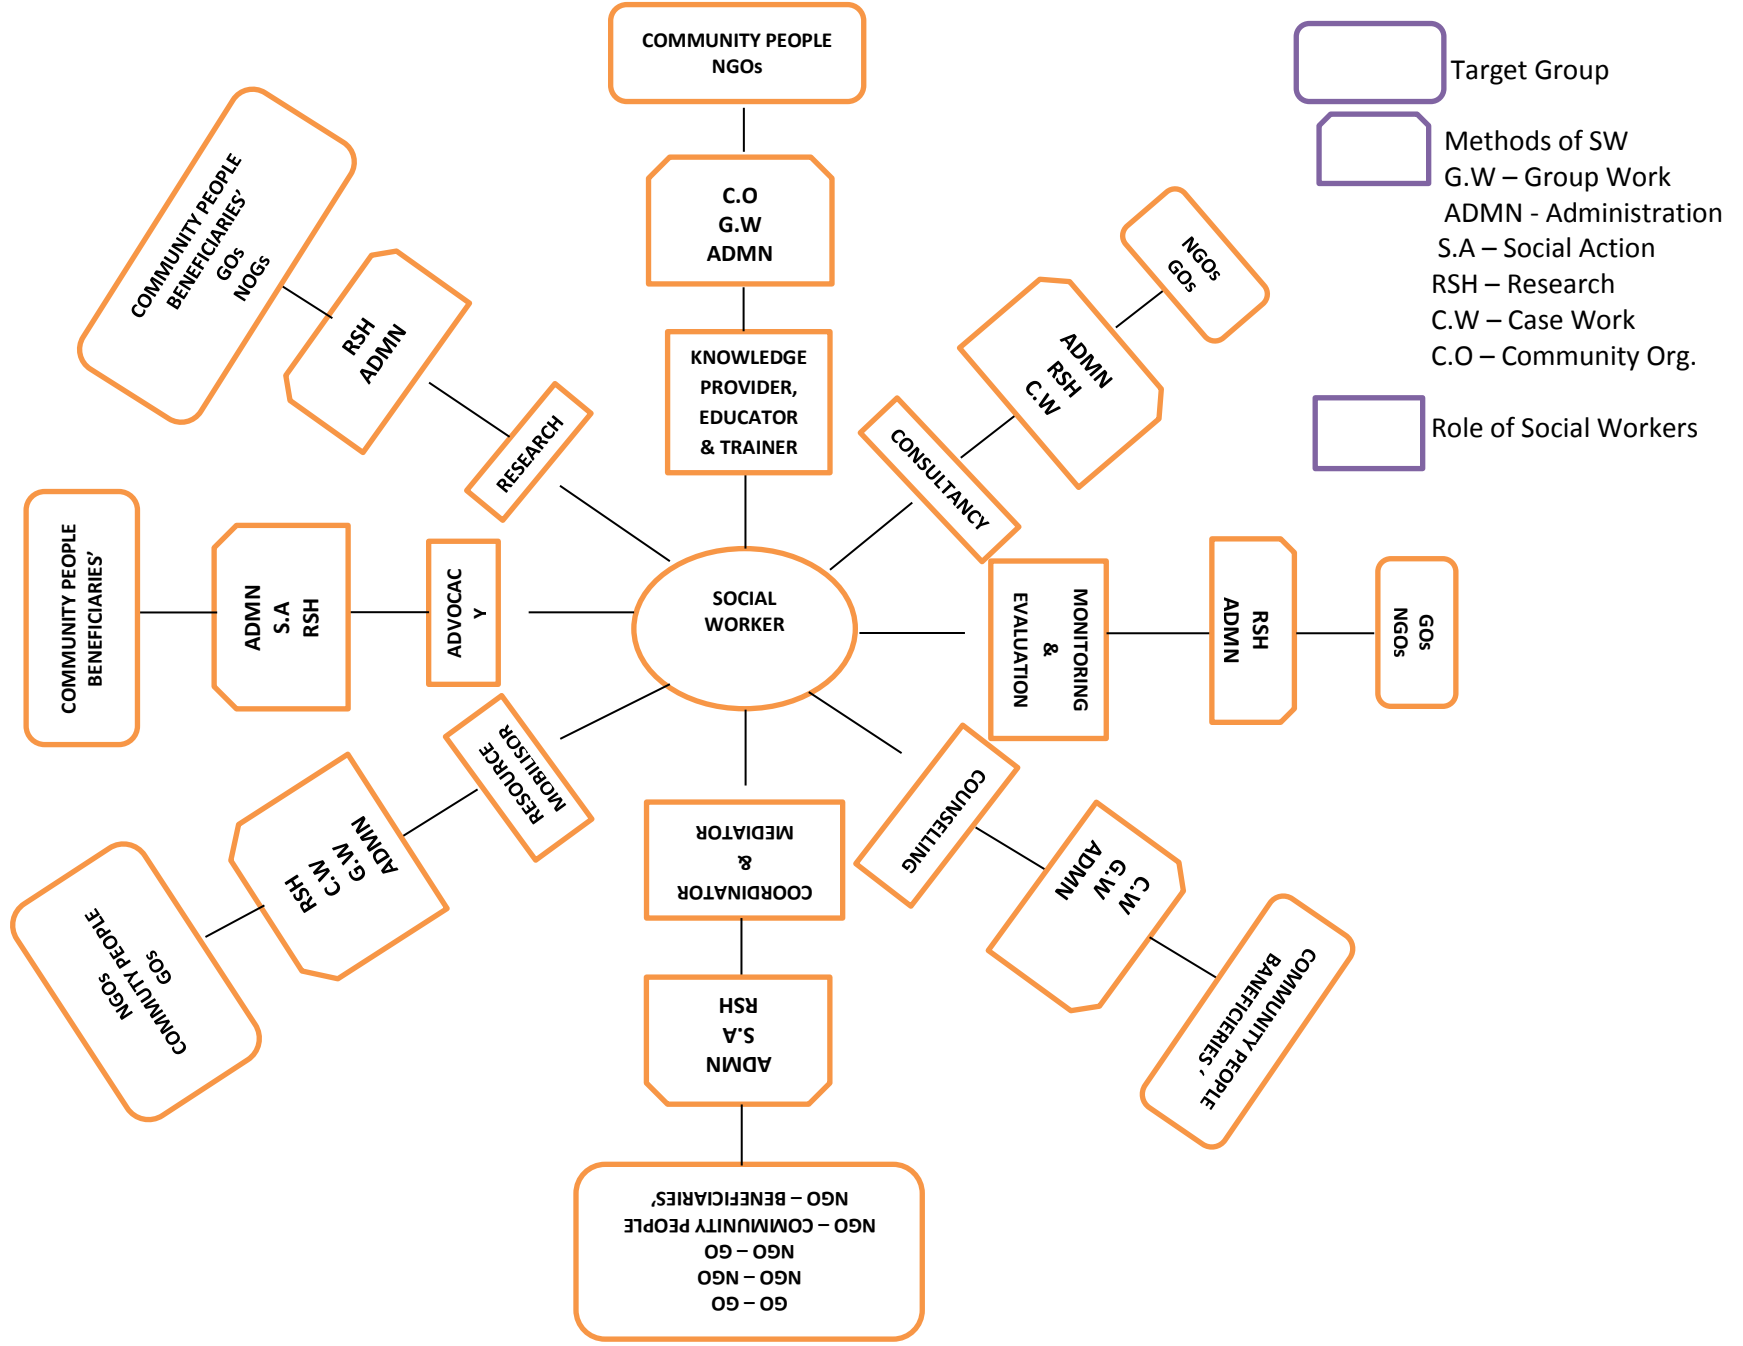 COMMUNITY PEOPLE
NGOs
C.O
G.W
ADMN
KNOWLEDGE
PROVIDER,
EDUCATOR
& TRAINER
Target Group
Methods of SW
G.W – Group Work
ADMN - Administration
S.A – Social Action
RSH – Research
C.W – Case Work
C.O – Community Org.
Role of Social Workers
NGOs
GOs
ADMN
RSH
C.W
CONSULTANCY
COMMUNITY PEOPLE
BENEFICIARIES’
GOs
NOGs
RSH
ADMN
RESEARCH
COMMUNITY PEOPLE
BENEFICIARIES’
ADMN
S.A
RSH
ADVOCAC
Y
SOCIAL
WORKER
MONITORING
&
EVALUATION
RSH
ADMN
GOs
NGOs
RESOURCE
MOBILISOR
ADMN
G.W
C.W
RSH
GOs
COMMUTY PEOPLE
NGOs
COORDINATOR
&
MEDIATOR
ADMN
S.A
RSH
GO – GO
NGO – NGO
NGO – GO
NGO – COMMUNITY PEOPLE
NGO – BENEFICIARIES’
COUNSELLING
C.W
G.W
ADMN
COMMUNITY PEOPLE
BANEFICIERIES’